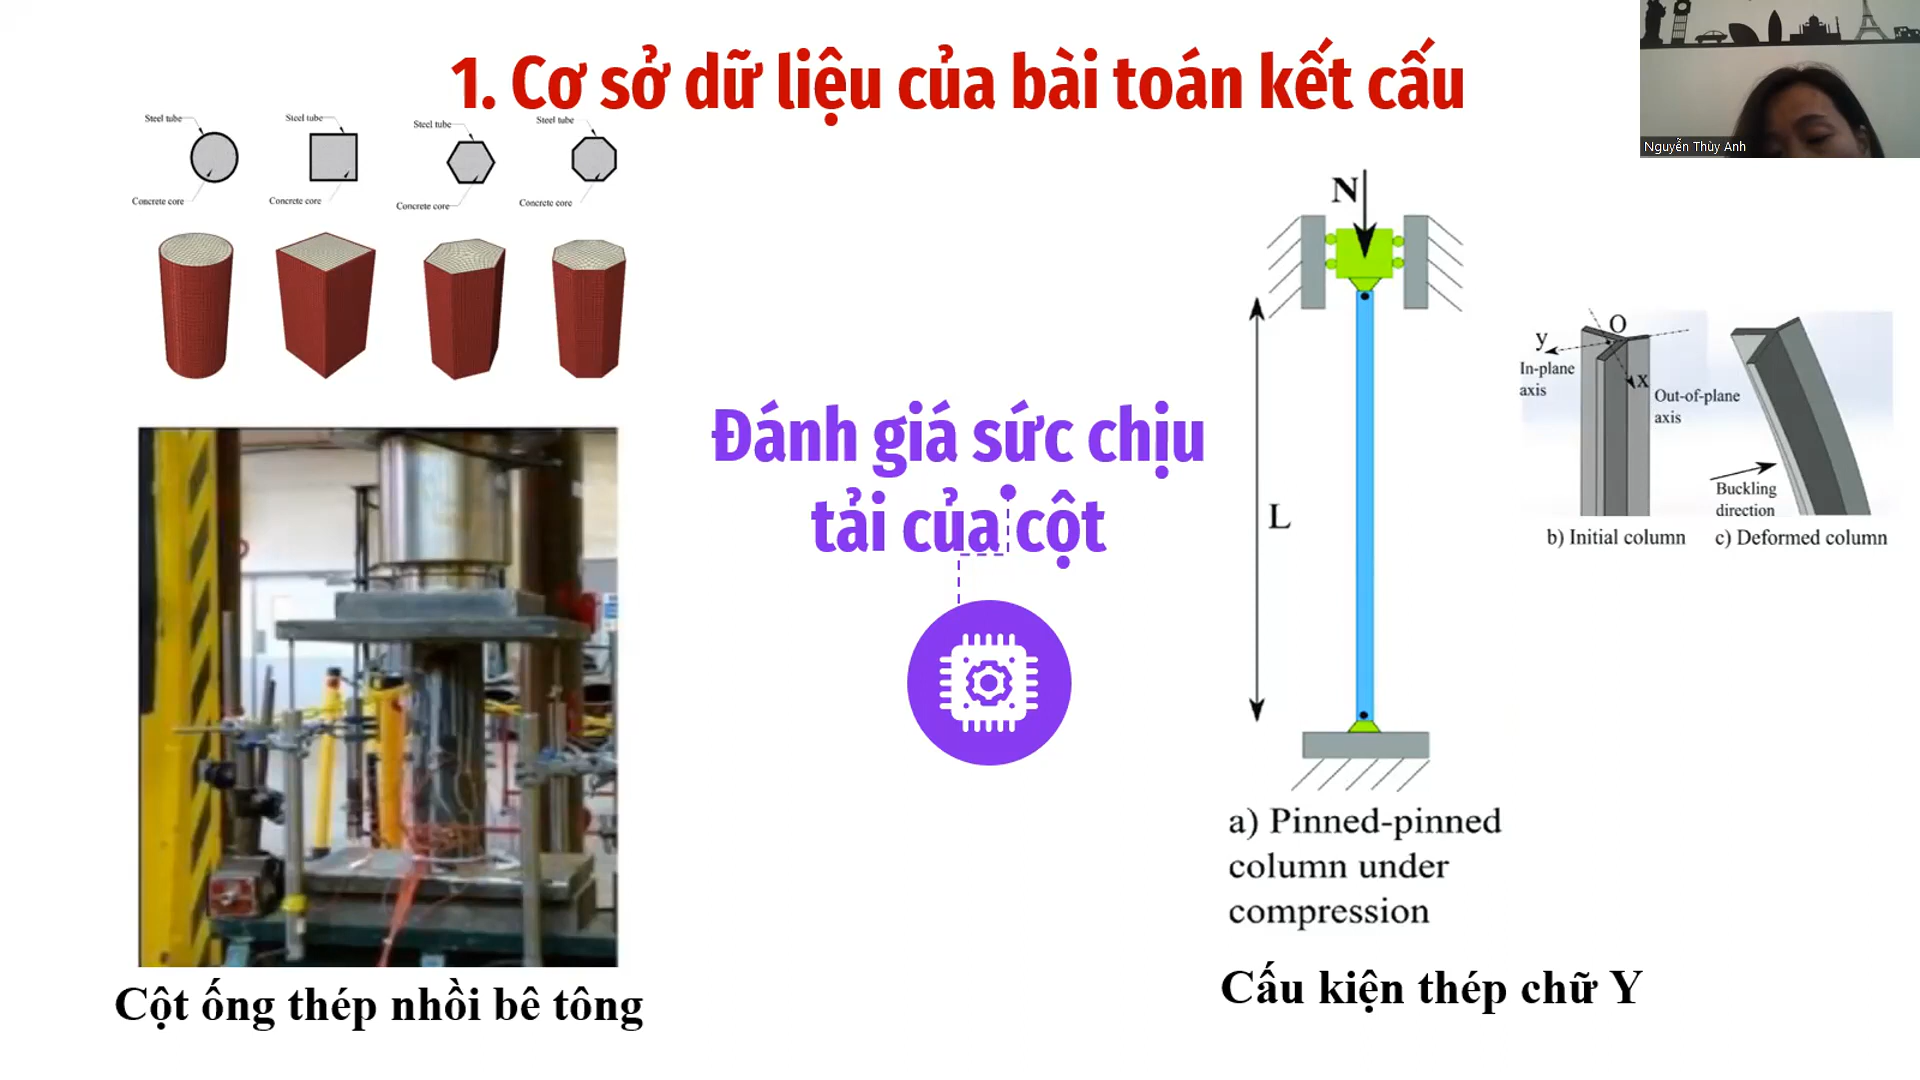 1. Cơ sở dữ liệu của bài toán kết cấu
Nguyễn Thùy Anh
Steel tube
Steel tube
Steel tube
Steel tube
Concrete core
Concrete core
Concrete core
Concrete core
Đánh giá sức chịu
tải của cột
N
L
a) Pinned-pinned
column under
compression
O
y
x
In-plane
axis
Out-of-plane
axis
Buckling
direction
b) Initial column
c) Deformed column
Cột ống thép nhồi bê tông
Cấu kiện thép chữ Y